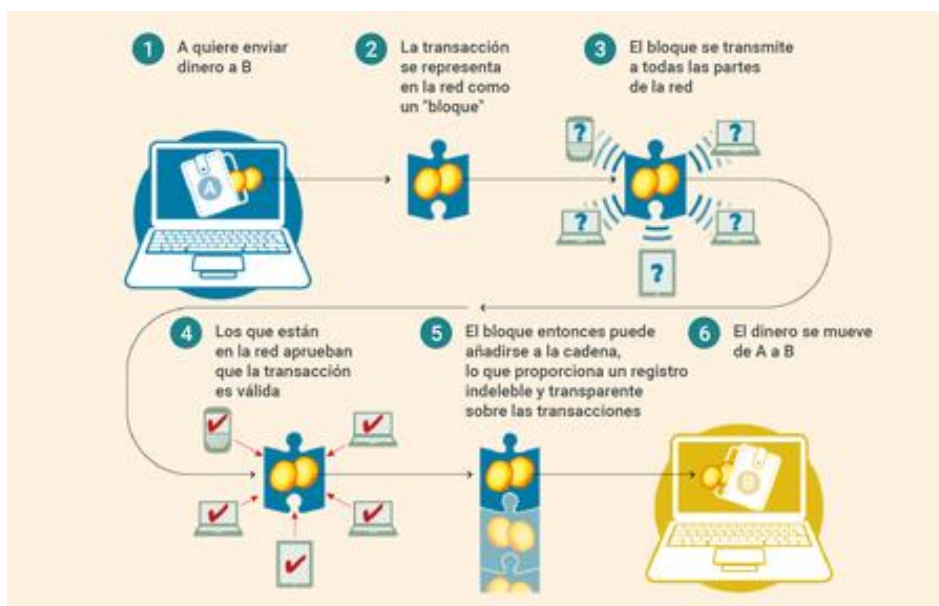 1
A quiere enviar
dinero a B
2
La transacción
se representa
en la red como
un "bloque"
3
El bloque se transmite
a todas las partes
de la red
A
?
?
?
?
?
4
Los que están
en la red aprueban
que la transacción
es válida
5
El bloque entonces puede
añadirse a la cadena,
lo que proporciona un registro
indeleble y transparente
sobre las transacciones
6
El dinero se mueve
de A a B
B